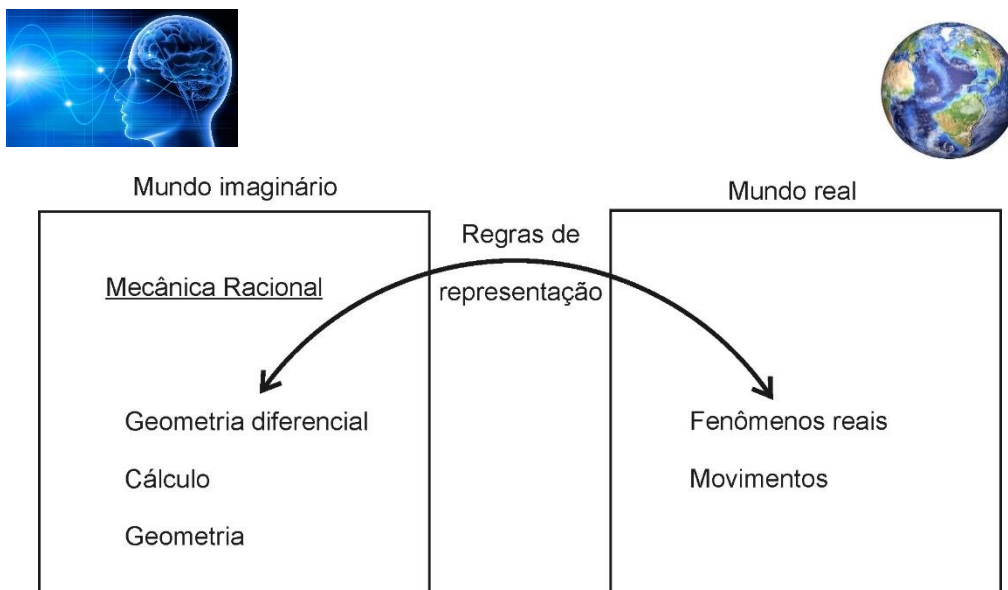 Mundo imaginário
Mundo real
Regras de
representação
Mecânica Racional
Geometria diferencial
Cálculo
Geometria
Fenômenos reais
Movimentos